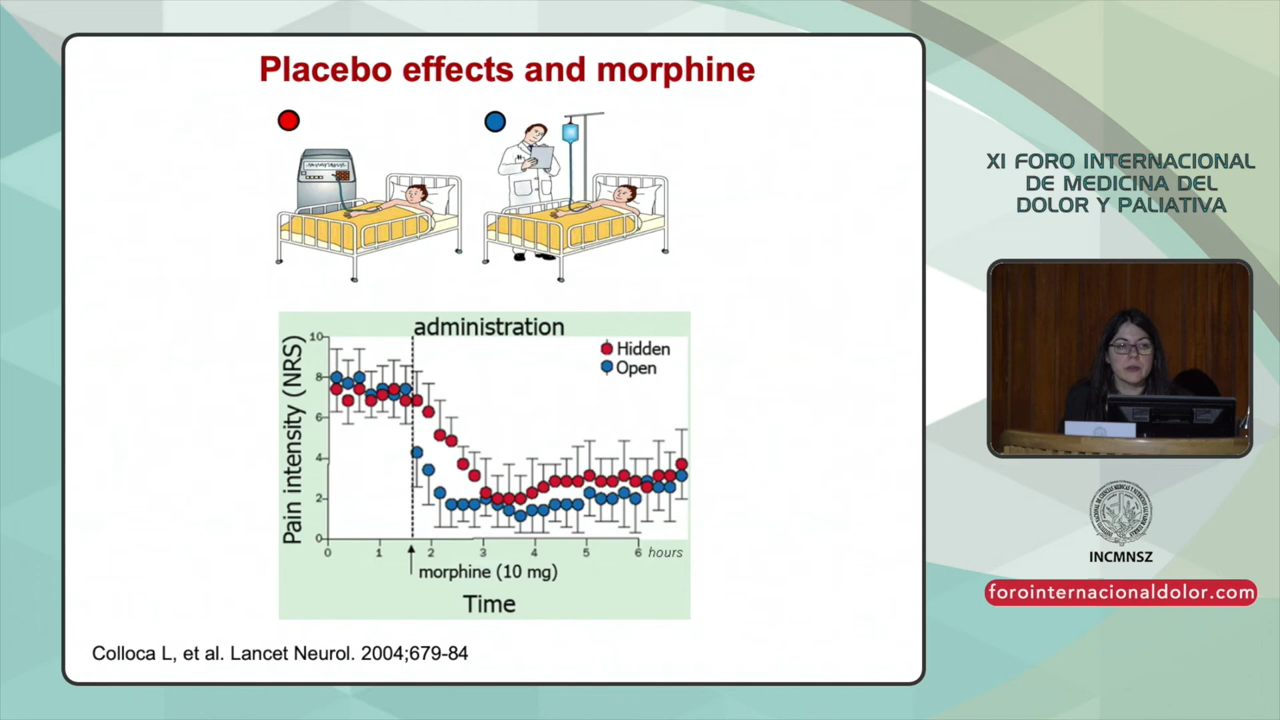 Placebo effects and morphine
administration
Hidden
Open
Pain intensity (NRS)
10
8
6
4
2
0
0 1 2 3 4 5 6 hours
morphine (10 mg)
Time
Colloca L, et al. Lancet Neurol. 2004;679-84
XI FORO INTERNACIONAL
DE MEDICINA DEL
DOLOR Y PALIATIVA
INCMNSZ
forointernacionaldolor.com